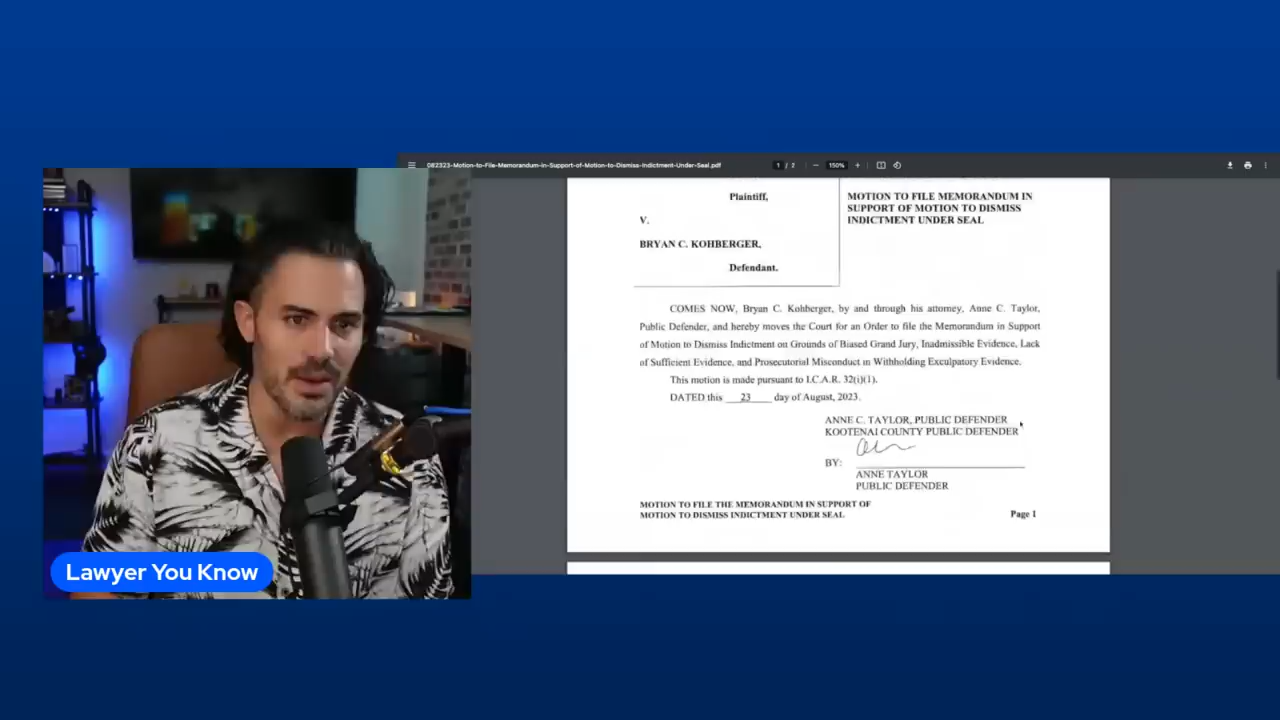 082323-Motion-to-File-Memorandum-in-Support-of-Motion-to-Dismiss-Indictment-Under-Seal.pdf
1 / 2
150%
Plaintiff,
V.
BRYAN C. KOHBERGER,
Defendant.
MOTION TO FILE MEMORANDUM IN
SUPPORT OF MOTION TO DISMISS
INDICTMENT UNDER SEAL
COMES NOW, Bryan C. Kohberger, by and through his attorney, Anne C. Taylor,
Public Defender, and hereby moves the Court for an Order to file the Memorandum in Support
of Motion to Dismiss Indictment on Grounds of Biased Grand Jury, Inadmissible Evidence, Lack
of Sufficient Evidence, and Prosecutorial Misconduct in Withholding Exculpatory Evidence.
This motion is made pursuant to I.C.A.R. 32(i)(1).
DATED this 23 day of August, 2023.
ANNE C. TAYLOR, PUBLIC DEFENDER
KOOTENAI COUNTY PUBLIC DEFENDER
BY:
ANNE TAYLOR
PUBLIC DEFENDER
MOTION TO FILE THE MEMORANDUM IN SUPPORT OF
MOTION TO DISMISS INDICTMENT UNDER SEAL
Page 1
Lawyer You Know